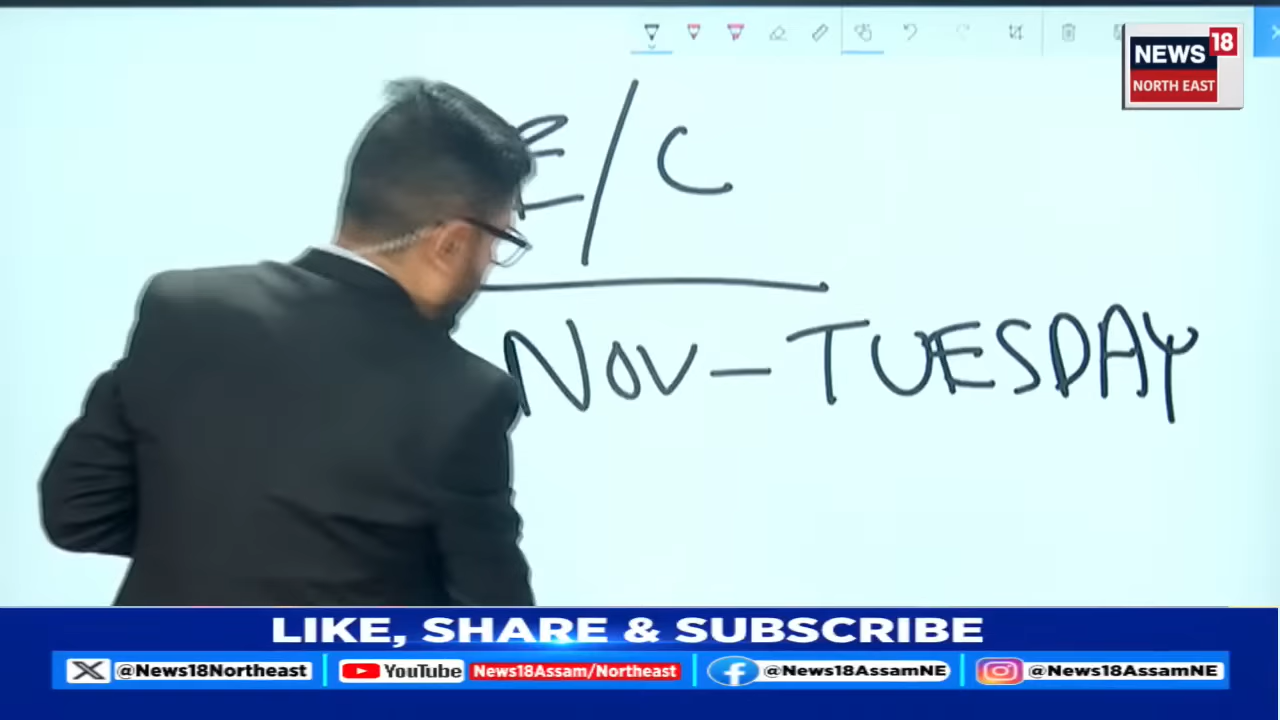 NEWS 18
NORTH EAST
E/C
NOV - TUESDAY
LIKE, SHARE & SUBSCRIBE
@News18Northeast YouTube News18Assam/Northeast @News18AssamNE @News18AssamNE